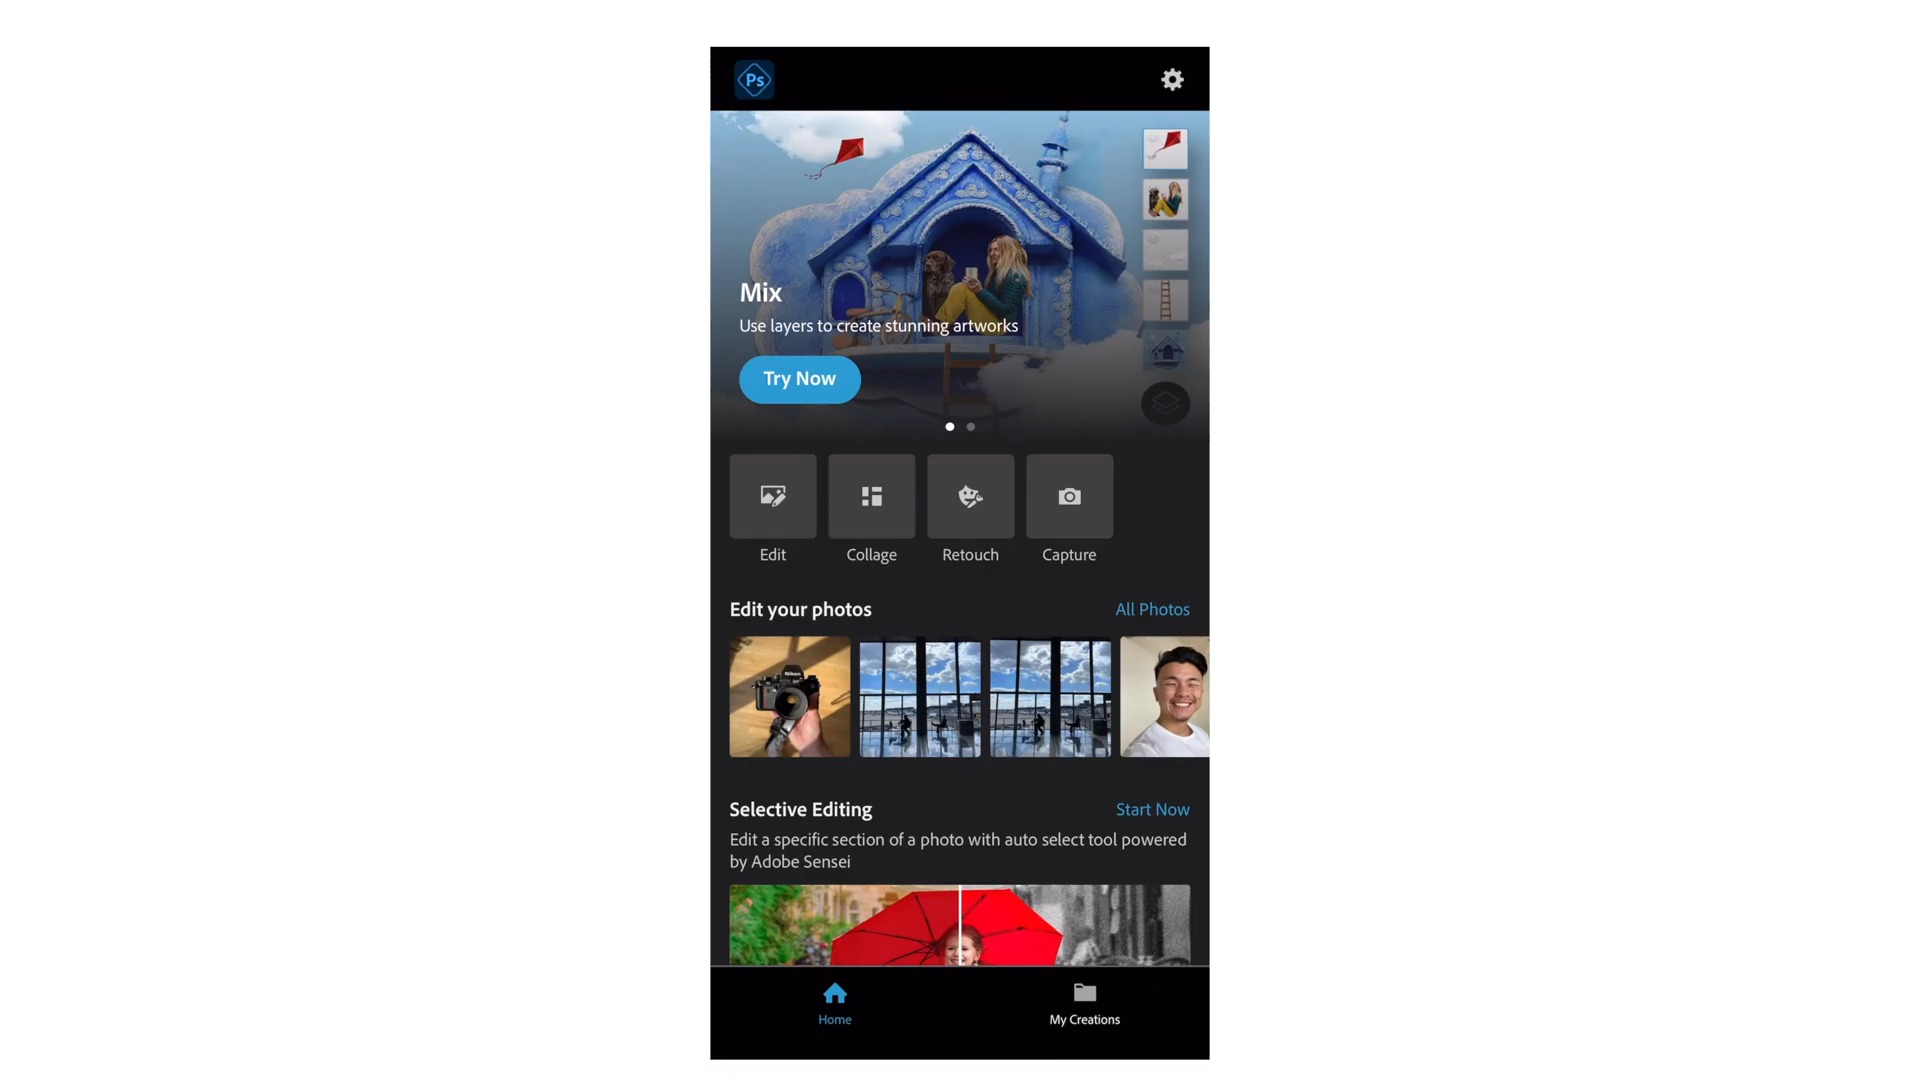 Ps
Mix
Use layers to create stunning artworks
Try Now
Edit
Collage
Retouch
Capture
Edit your photos
All Photos
Nikon
Selective Editing
Start Now
Edit a specific section of a photo with auto select tool powered
by Adobe Sensei
Home
My Creations